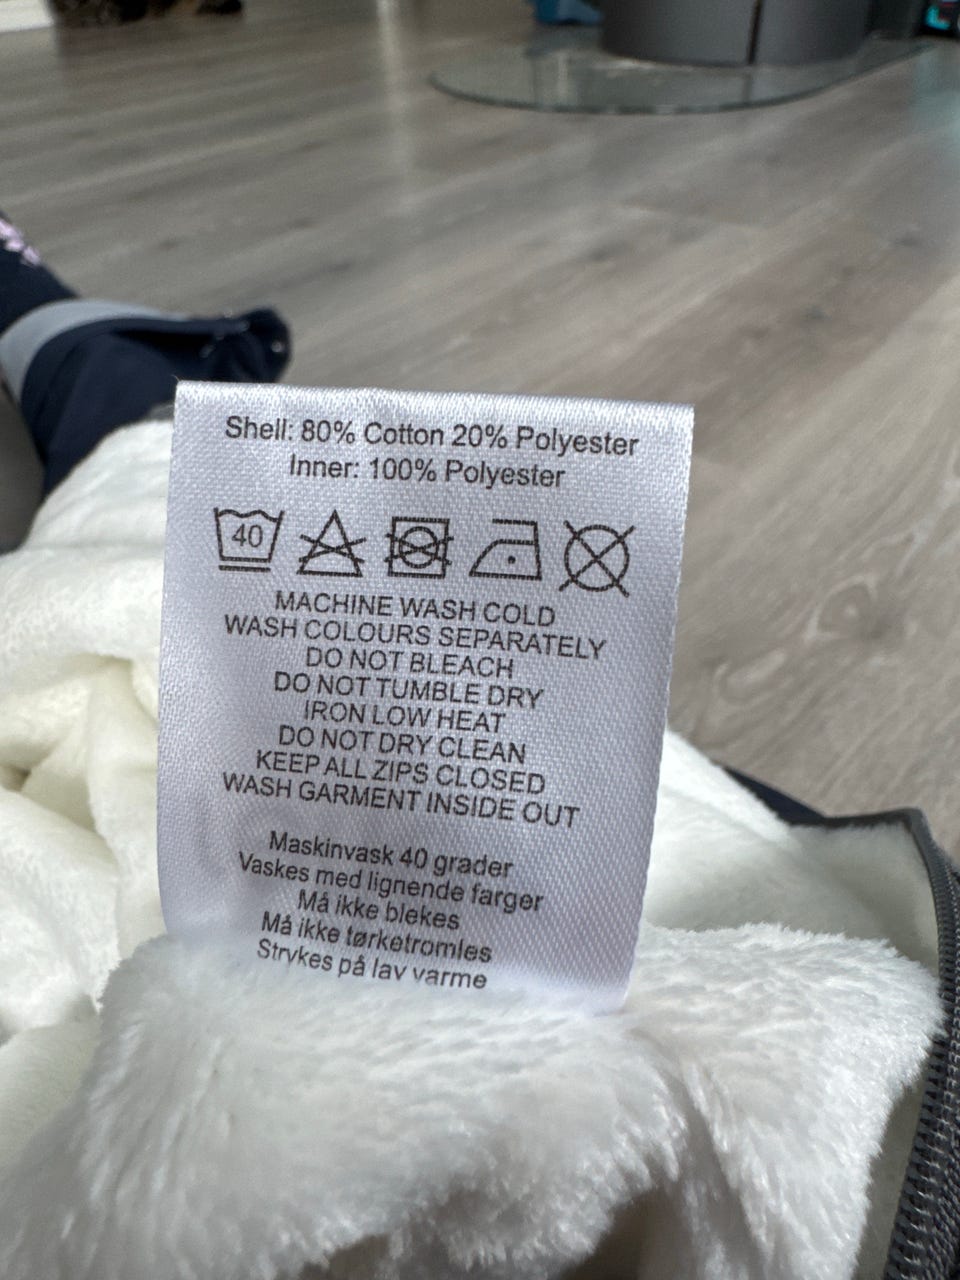 Shell: 80% Cotton 20% Polyester
Inner: 100% Polyester
40
MACHINE WASH COLD
WASH COLOURS SEPARATELY
DO NOT BLEACH
DO NOT TUMBLE DRY
IRON LOW HEAT
DO NOT DRY CLEAN
KEEP ALL ZIPS CLOSED
WASH GARMENT INSIDE OUT
Maskinvask 40 grader
Vaskes med lignende farger
Må ikke blekes
Må ikke tørketromles
Strykes på lav varme